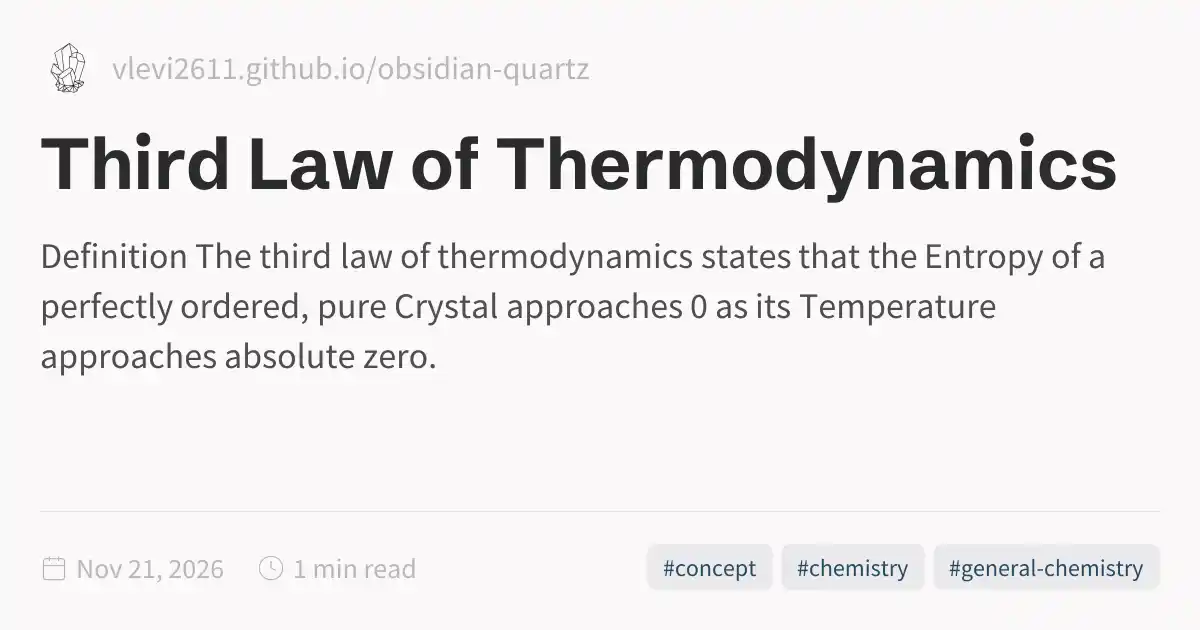 vlevi2611.github.io/obsidian-quartz
Third Law of Thermodynamics
Definition The third law of thermodynamics states that the Entropy of a
perfectly ordered, pure Crystal approaches 0 as its Temperature
approaches absolute zero.
Nov 21, 2026 1 min read #concept #chemistry #general-chemistry